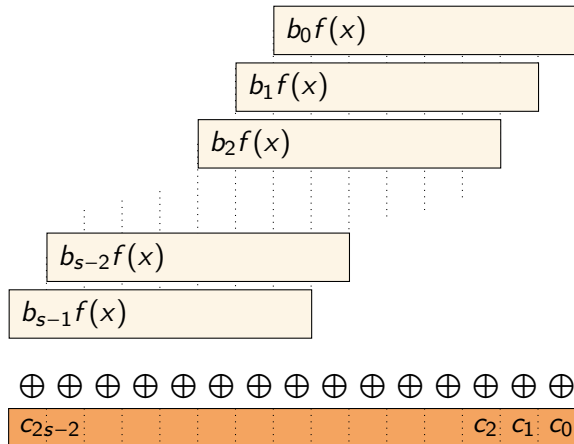 b₀f(x)
b₁f(x)
b₂f(x)
bₛ₋₂f(x)
bₛ₋₁f(x)
⊕ ⊕ ⊕ ⊕ ⊕ ⊕ ⊕ ⊕ ⊕ ⊕ ⊕ ⊕ ⊕ ⊕ ⊕
c₂ₛ₋₂ c₂ c₁ c₀